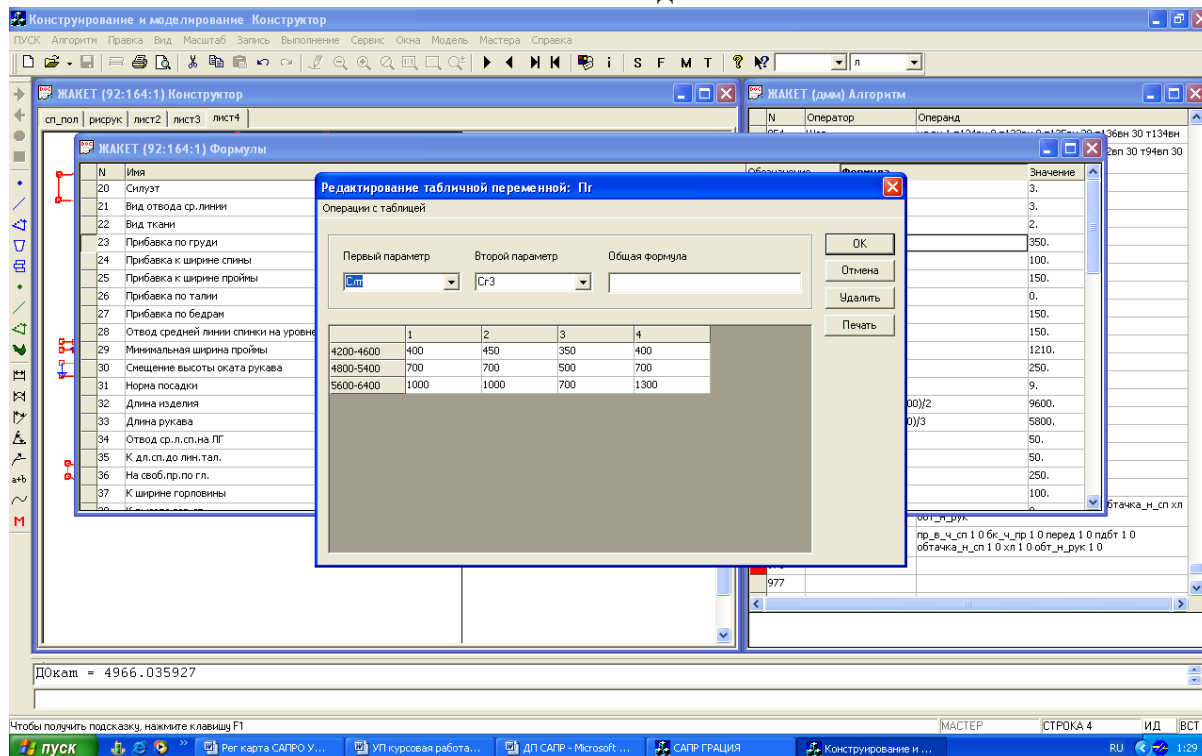 Конструирование и моделирование Конструктор
ПУСК Алгоритм Правка Вид Масштаб Запись Выполнение Сервис Окна Модель Мастера Справка
i S F M T л
ЖАКЕТ (92:164:1) Конструктор
ЖАКЕТ (дмм) Алгоритм
сп_пол рисрук лист2 лист3 лист4
N Оператор Операнд
ЖАКЕТ (92:164:1) Формулы
2вп 30 т94вп 30
N Имя Значение
20 Силуэт 3.
21 Вид отвода ср.линии 3.
22 Вид ткани 2.
23 Прибавка по груди 350.
24 Прибавка к ширине спины 100.
25 Прибавка к ширине проймы 150.
26 Прибавка по талии 0.
27 Прибавка по бедрам 150.
28 Отвод средней линии спинки на уровне 150.
29 Минимальная ширина проймы 1210.
30 Смещение высоты оката рукава 250.
31 Норма посадки 9.
32 Длина изделия 00)/2 9600.
33 Длина рукава 0)/3 5800.
34 Отвод ср.л.сп.на ЛГ 50.
35 К дл.сп.до лин.тал. 50.
36 На своб.пр.по гл. 250.
37 К ширине горловины 100.
Редактирование табличной переменной: Пг
Операции с таблицей
Первый параметр Второй параметр Общая формула
Слт Сг3
OK
Отмена
Удалить
Печать
1 2 3 4
4200-4600 400 450 350 400
4800-5400 700 700 500 700
5600-6400 1000 1000 700 1300
бтачка_н_сп хл
обт_н_рук
пр_в_ч_сп 1 0 бк_ч_пр 1 0 перед 1 0 пдбт 1 0
обтачка_н_сп 1 0 хл 1 0 обт_н_рук 1 0
977
a+b
M
ДОкат = 4966.035927
Чтобы получить подсказку, нажмите клавишу F1
МАСТЕР СТРОКА 4 ИД ВСТ
пуск
Рег карта САПРО У...
УП курсовая работа...
ДП САПР - Microsoft ...
САПР ГРАЦИЯ
Конструирование и ...
RU 1:29